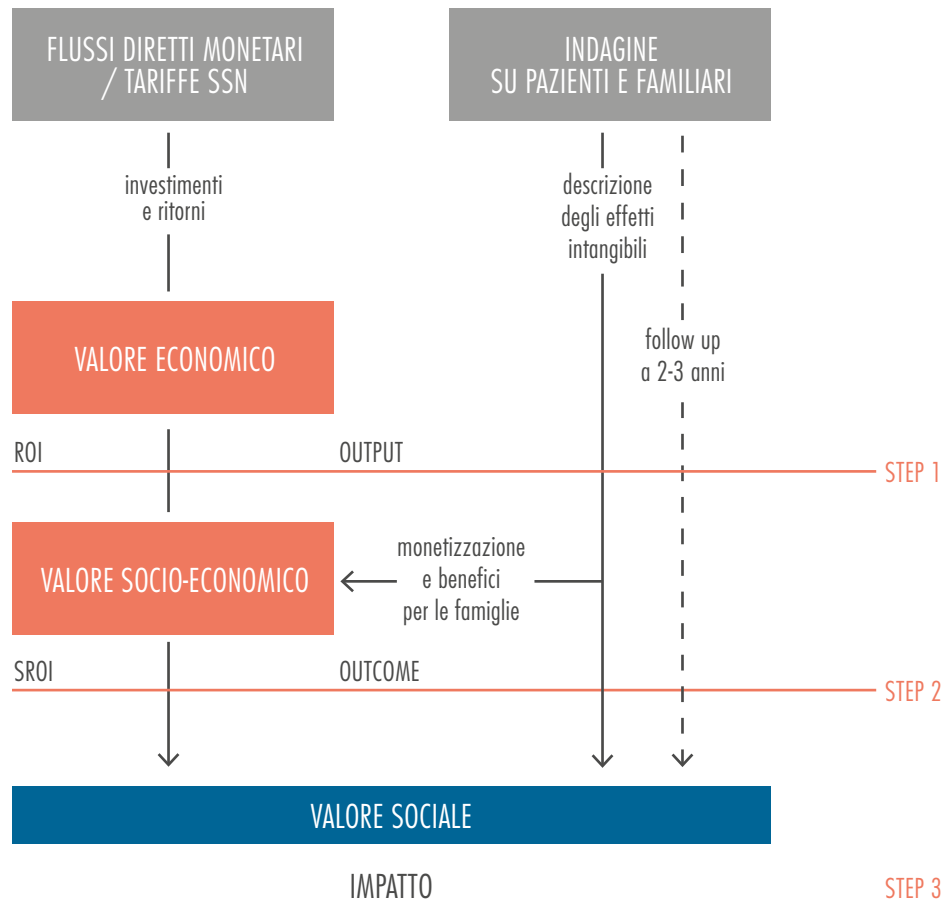 FLUSSI DIRETTI MONETARI
/ TARIFFE SSN
INDAGINE
SU PAZIENTI E FAMILIARI
investimenti
e ritorni
descrizione
degli effetti
intangibili
VALORE ECONOMICO
follow up
a 2-3 anni
ROI
OUTPUT
STEP 1
VALORE SOCIO-ECONOMICO
monetizzazione
e benefici
per le famiglie
SROI
OUTCOME
STEP 2
VALORE SOCIALE
IMPATTO
STEP 3